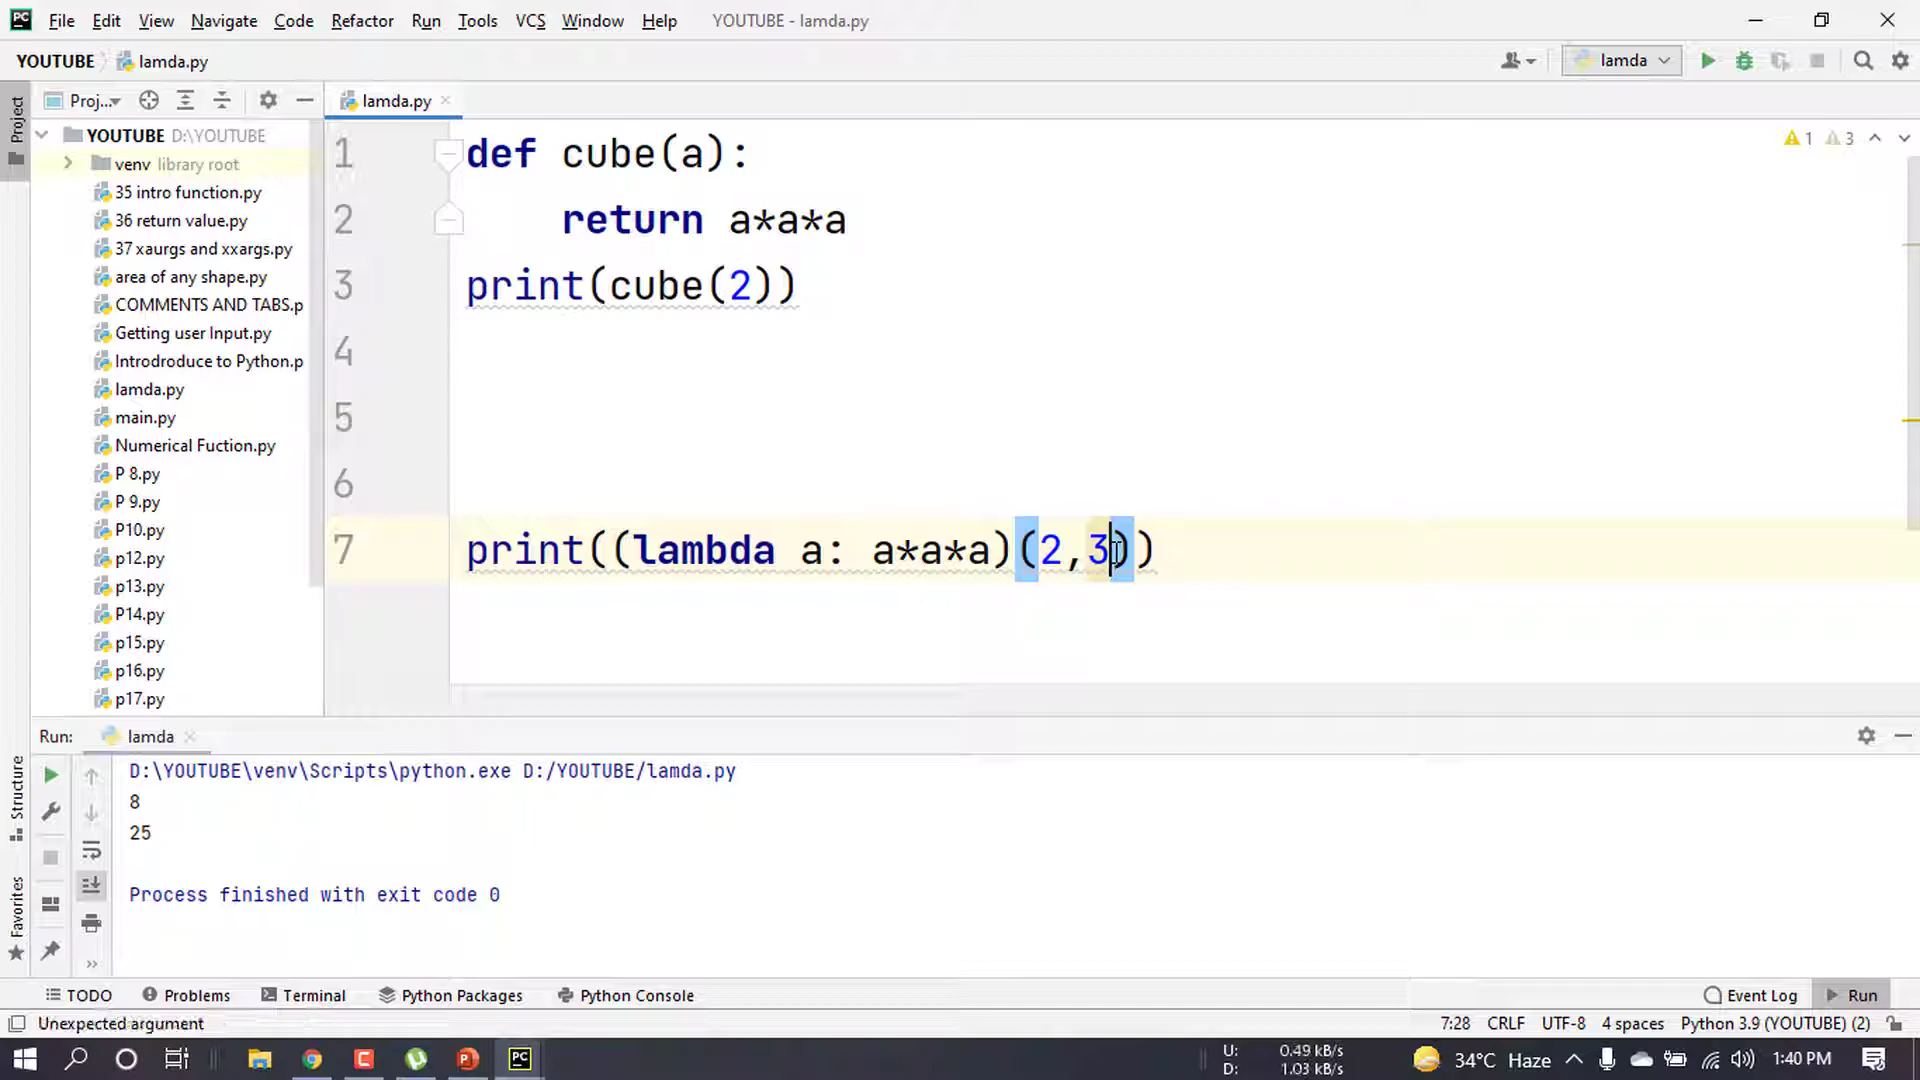 File Edit View Navigate Code Refactor Run Tools VCS Window Help YOUTUBE - lamda.py
YOUTUBE lamda.py lamda
Proj... lamda.py
Project
YOUTUBE D:\YOUTUBE
venv library root
35 intro function.py
36 return value.py
37 xaurgs and xxargs.py
area of any shape.py
COMMENTS AND TABS.p
Getting user Input.py
Introdroduce to Python.p
lamda.py
main.py
Numerical Fuction.py
P 8.py
P 9.py
P10.py
p12.py
p13.py
P14.py
p15.py
p16.py
p17.py
1 def cube(a):
2 return a*a*a
3 print(cube(2))
4
5
6
7 print((lambda a: a*a*a)(2,3))
1 3
Run: lamda
D:\YOUTUBE\venv\Scripts\python.exe D:/YOUTUBE/lamda.py
8
25
Process finished with exit code 0
Structure
Favorites
TODO Problems Terminal Python Packages Python Console Event Log Run
Unexpected argument 7:28 CRLF UTF-8 4 spaces Python 3.9 (YOUTUBE) (2)
U: 0.49 kB/s
D: 1.03 kB/s
34°C Haze 1:40 PM